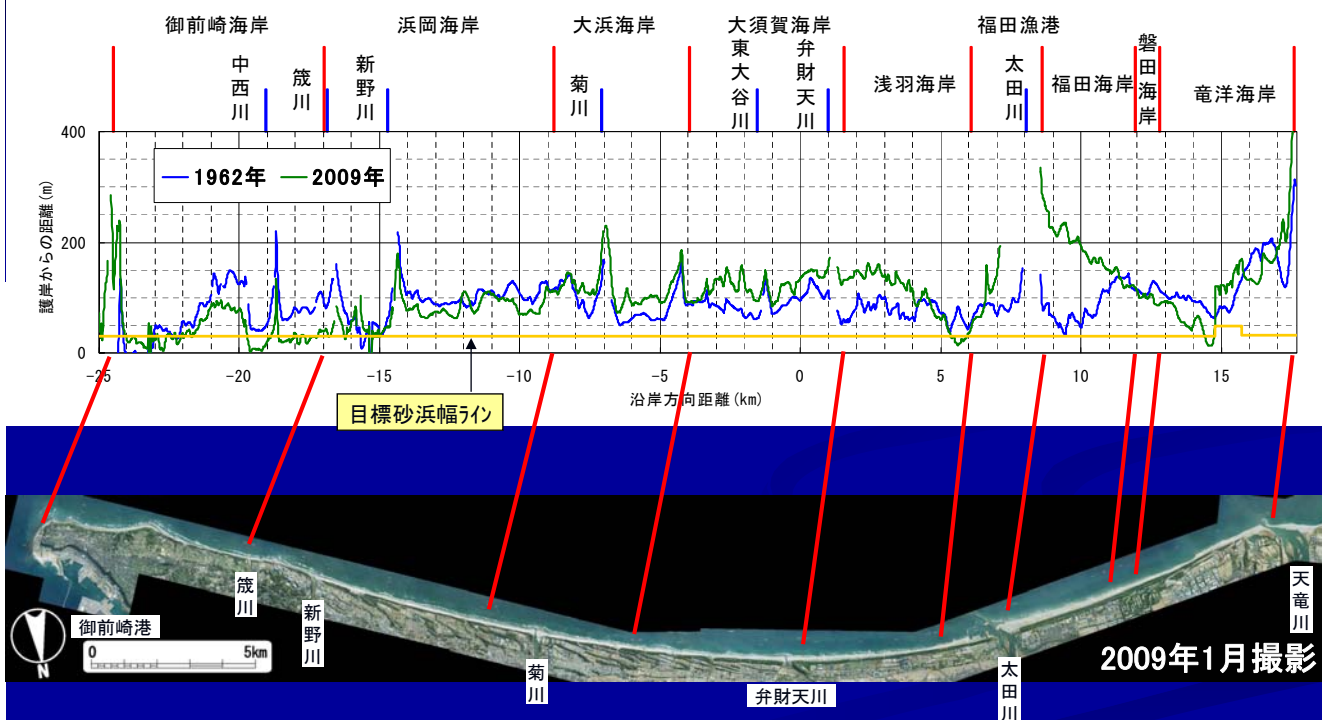 御前崎海岸
浜岡海岸
大浜海岸
大須賀海岸
福田漁港
中西川
筬川
新野川
菊川
東大谷川
弁財天川
浅羽海岸
太田川
福田海岸
磐田海岸
竜洋海岸
400
200
0
護岸からの距離(m)
1962年 2009年
-25 -20 -15 -10 -5 0 5 10 15
沿岸方向距離(km)
目標砂浜幅ライン
御前崎港
筬川
新野川
菊川
弁財天川
太田川
天竜川
N
0 5km
2009年1月撮影